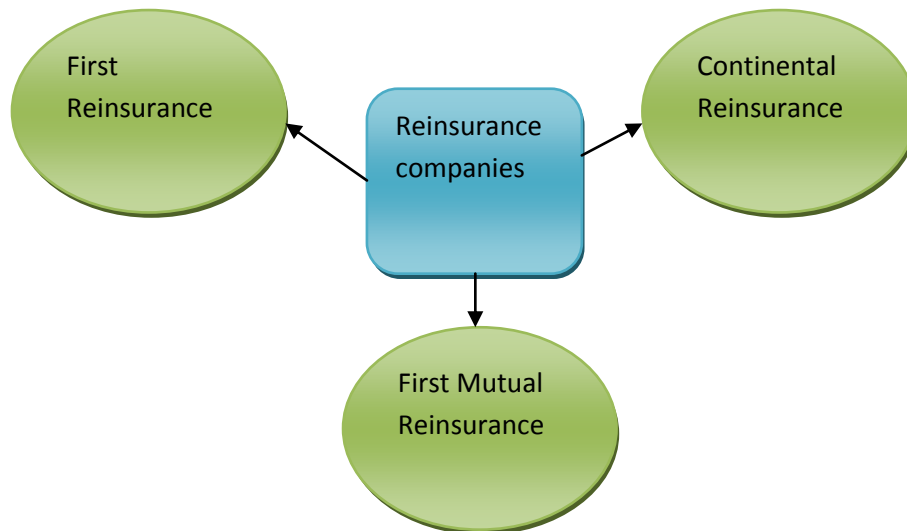 First
Reinsurance
Reinsurance
companies
Continental
Reinsurance
First Mutual
Reinsurance